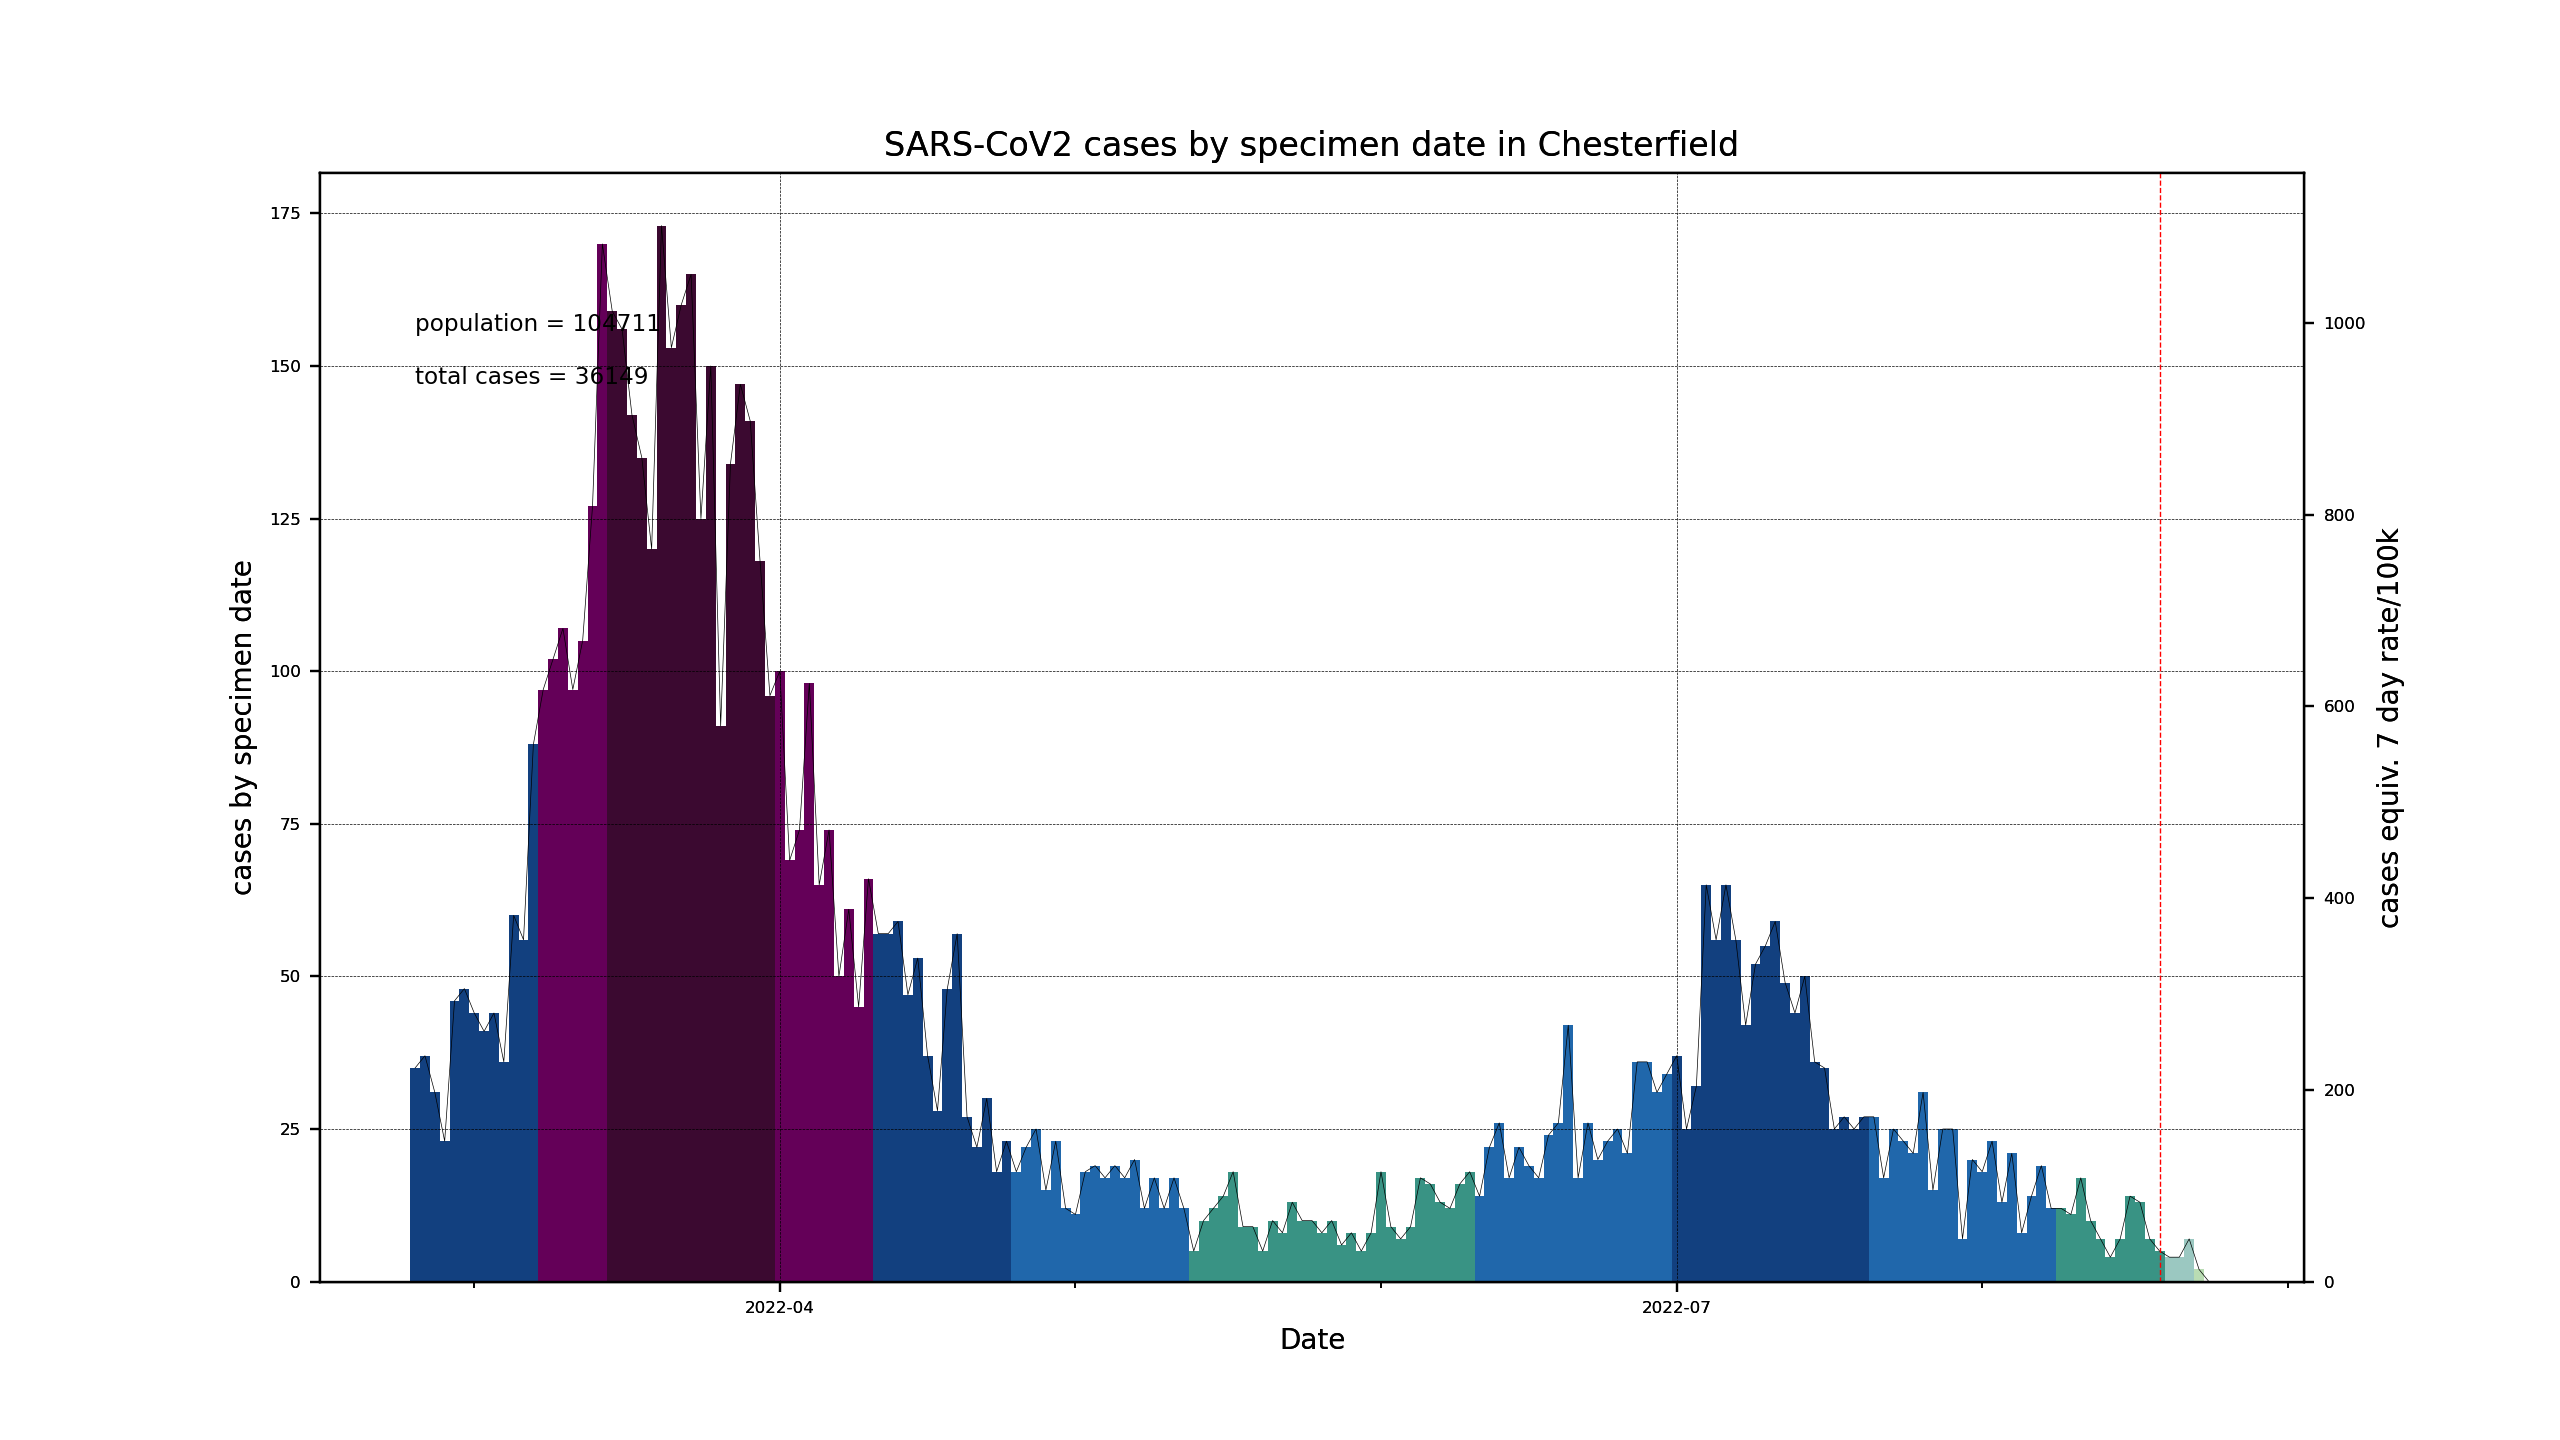 SARS-CoV2 cases by specimen date in Chesterfield
population = 104711
total cases = 36149
cases by specimen date
175
150
125
100
75
50
25
0
1000
800
600
400
200
0
cases equiv. 7 day rate/100k
2022-04
2022-07
Date